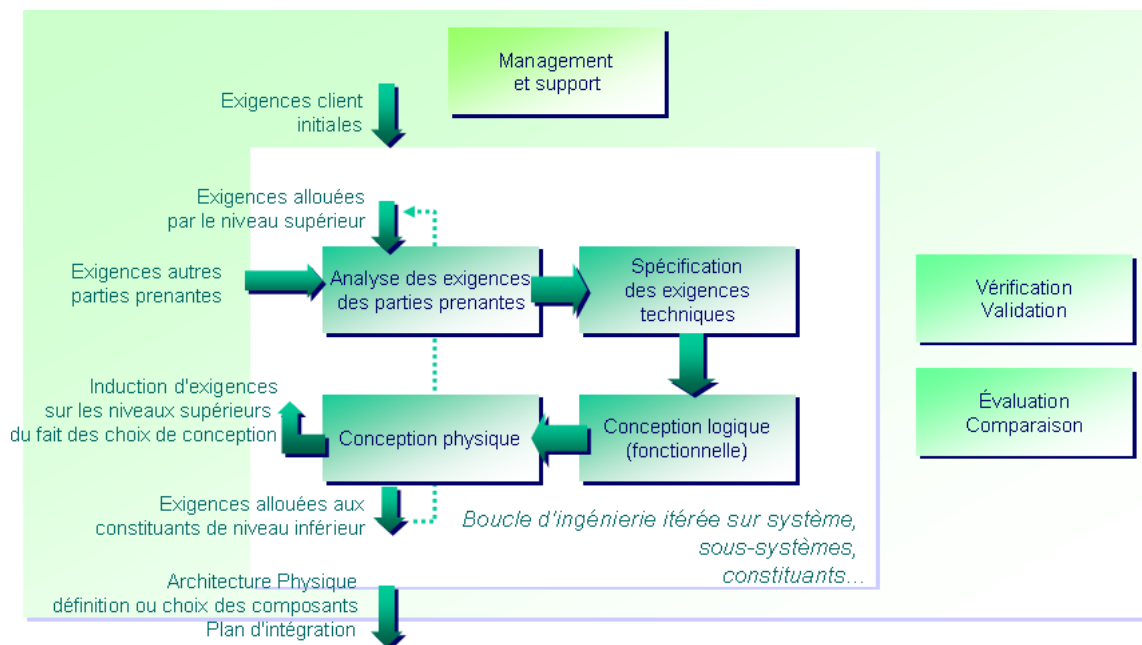 Management
et support
Exigences client
initiales
Exigences allouées
par le niveau supérieur
Exigences autres
parties prenantes
Analyse des exigences
des parties prenantes
Spécification
des exigences
techniques
Vérification
Validation
Induction d'exigences
sur les niveaux supérieurs
du fait des choix de conception
Conception physique
Conception logique
(fonctionnelle)
Évaluation
Comparaison
Exigences allouées aux
constituants de niveau inférieur
Boucle d'ingénierie itérée sur système,
sous-systèmes,
constituants...
Architecture Physique
définition ou choix des composants
Plan d'intégration